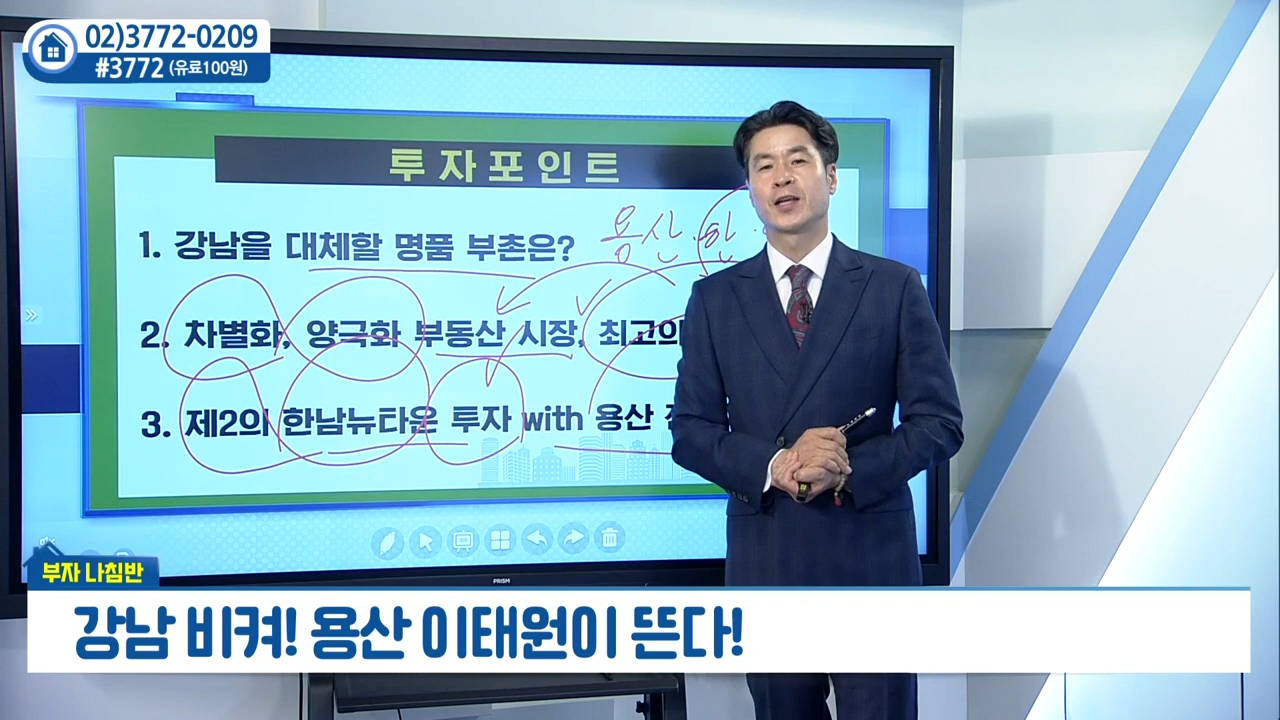 02)3772-0209
#3772 (유료100원)
투자포인트
1. 강남을 대체할 명품 부촌은? 용산 한
2. 차별화, 양극화 부동산 시장, 최고의
3. 제2의 한남뉴타운 투자 with 용산
PRISM
부자 나침반
강남 비켜! 용산 이태원이 뜬다!